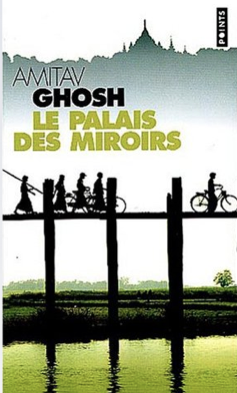 POINTS
AMITAV
GHOSH
LE PALAIS
DES MIROIRS